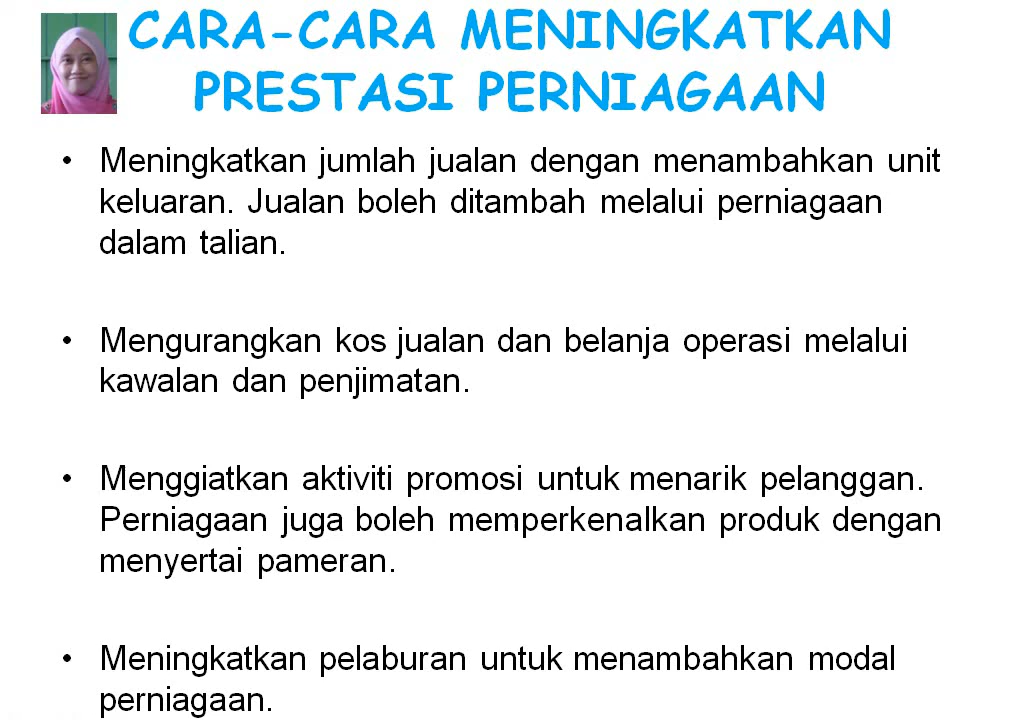 CARA-CARA MENINGKATKAN
PRESTASI PERNIAGAAN
• Meningkatkan jumlah jualan dengan menambahkan unit
keluaran. Jualan boleh ditambah melalui perniagaan
dalam talian.
• Mengurangkan kos jualan dan belanja operasi melalui
kawalan dan penjimatan.
• Menggiatkan aktiviti promosi untuk menarik pelanggan.
Perniagaan juga boleh memperkenalkan produk dengan
menyertai pameran.
• Meningkatkan pelaburan untuk menambahkan modal
perniagaan.